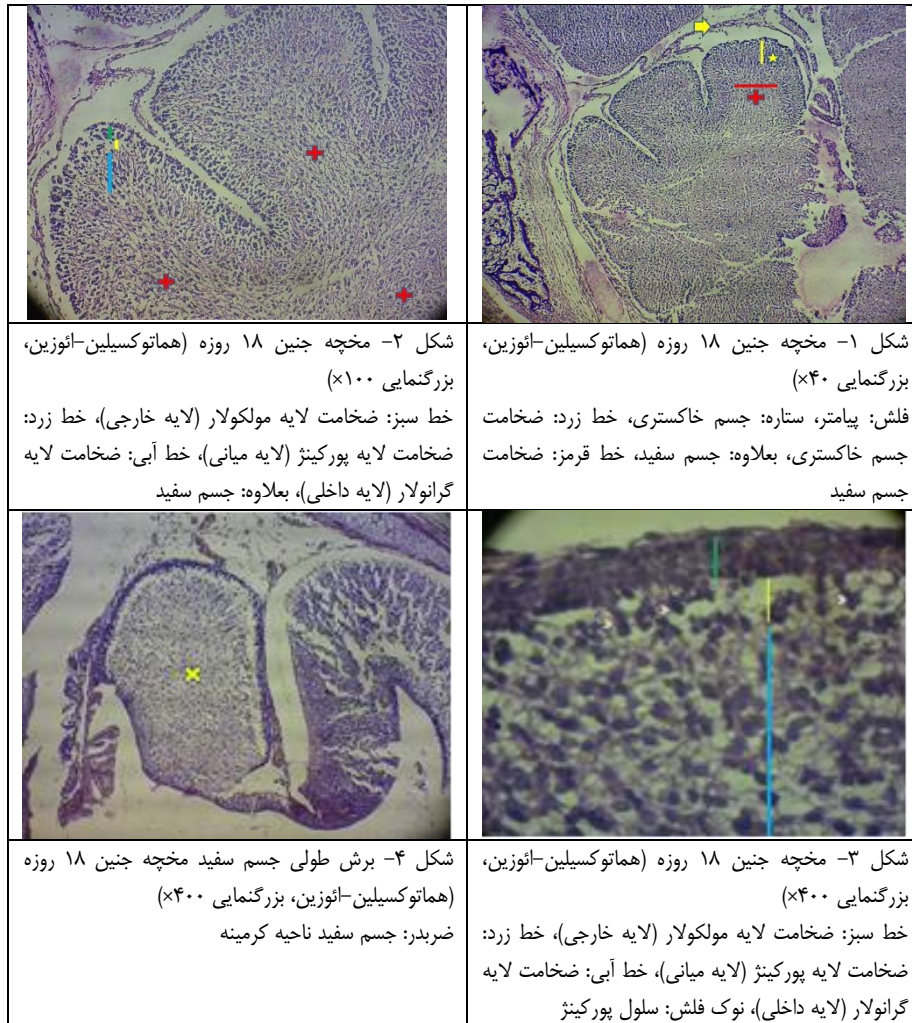 شکل ۱- مخچه جنین ۱۸ روزه (هماتوکسیلین-ائوزین،
بزرگنمایی ۴۰×)
فلش: پیامتر، ستاره: جسم خاکستری، خط زرد: ضخامت
جسم خاکستری، بعلاوه: جسم سفید، خط قرمز: ضخامت
جسم سفید
شکل ۲- مخچه جنین ۱۸ روزه (هماتوکسیلین-ائوزین،
بزرگنمایی ۱۰۰×)
خط سبز: ضخامت لایه مولکولار (لایه خارجی)، خط زرد:
ضخامت لایه پورکینژ (لایه میانی)، خط آبی: ضخامت لایه
گرانولار (لایه داخلی)، بعلاوه: جسم سفید
شکل ۳- مخچه جنین ۱۸ روزه (هماتوکسیلین-ائوزین،
بزرگنمایی ۴۰۰×)
خط سبز: ضخامت لایه مولکولار (لایه خارجی)، خط زرد:
ضخامت لایه پورکینژ (لایه میانی)، خط آبی: ضخامت لایه
گرانولار (لایه داخلی)، نوک فلش: سلول پورکینژ
شکل ۴- برش طولی جسم سفید مخچه جنین ۱۸ روزه
(هماتوکسیلین-ائوزین، بزرگنمایی ۴۰۰×)
ضربدر: جسم سفید ناحیه کرمینه